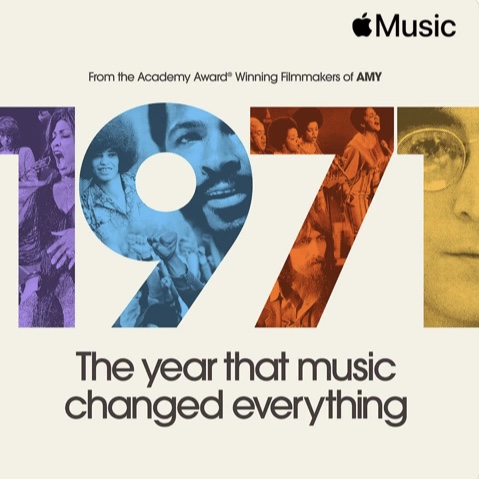 Music
From the Academy Award® Winning Filmmakers of AMY
1971
The year that music
changed everything